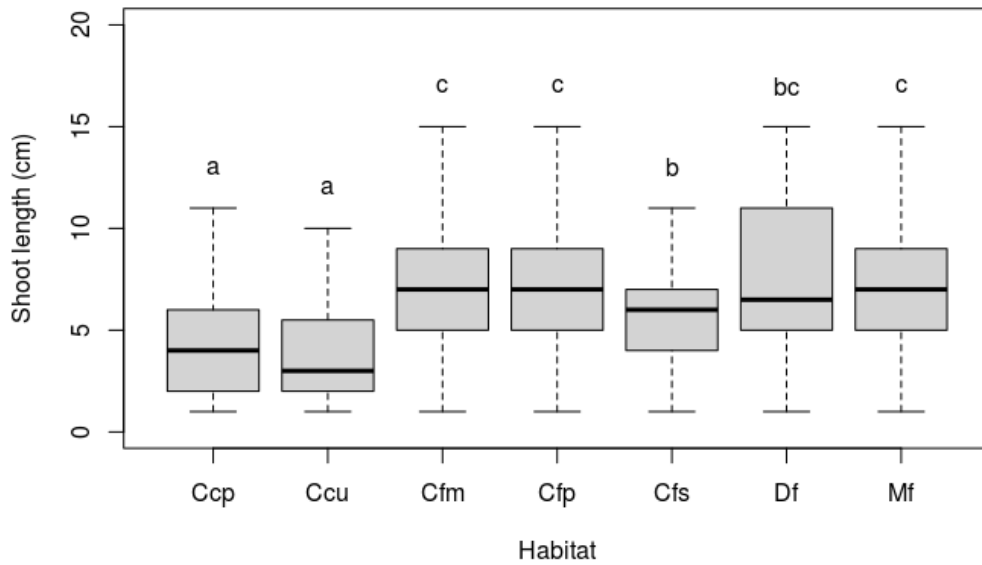 Shoot length (cm)
20
15
10
5
0
a
a
c
c
b
bc
c
Ccp
Ccu
Cfm
Cfp
Cfs
Df
Mf
Habitat